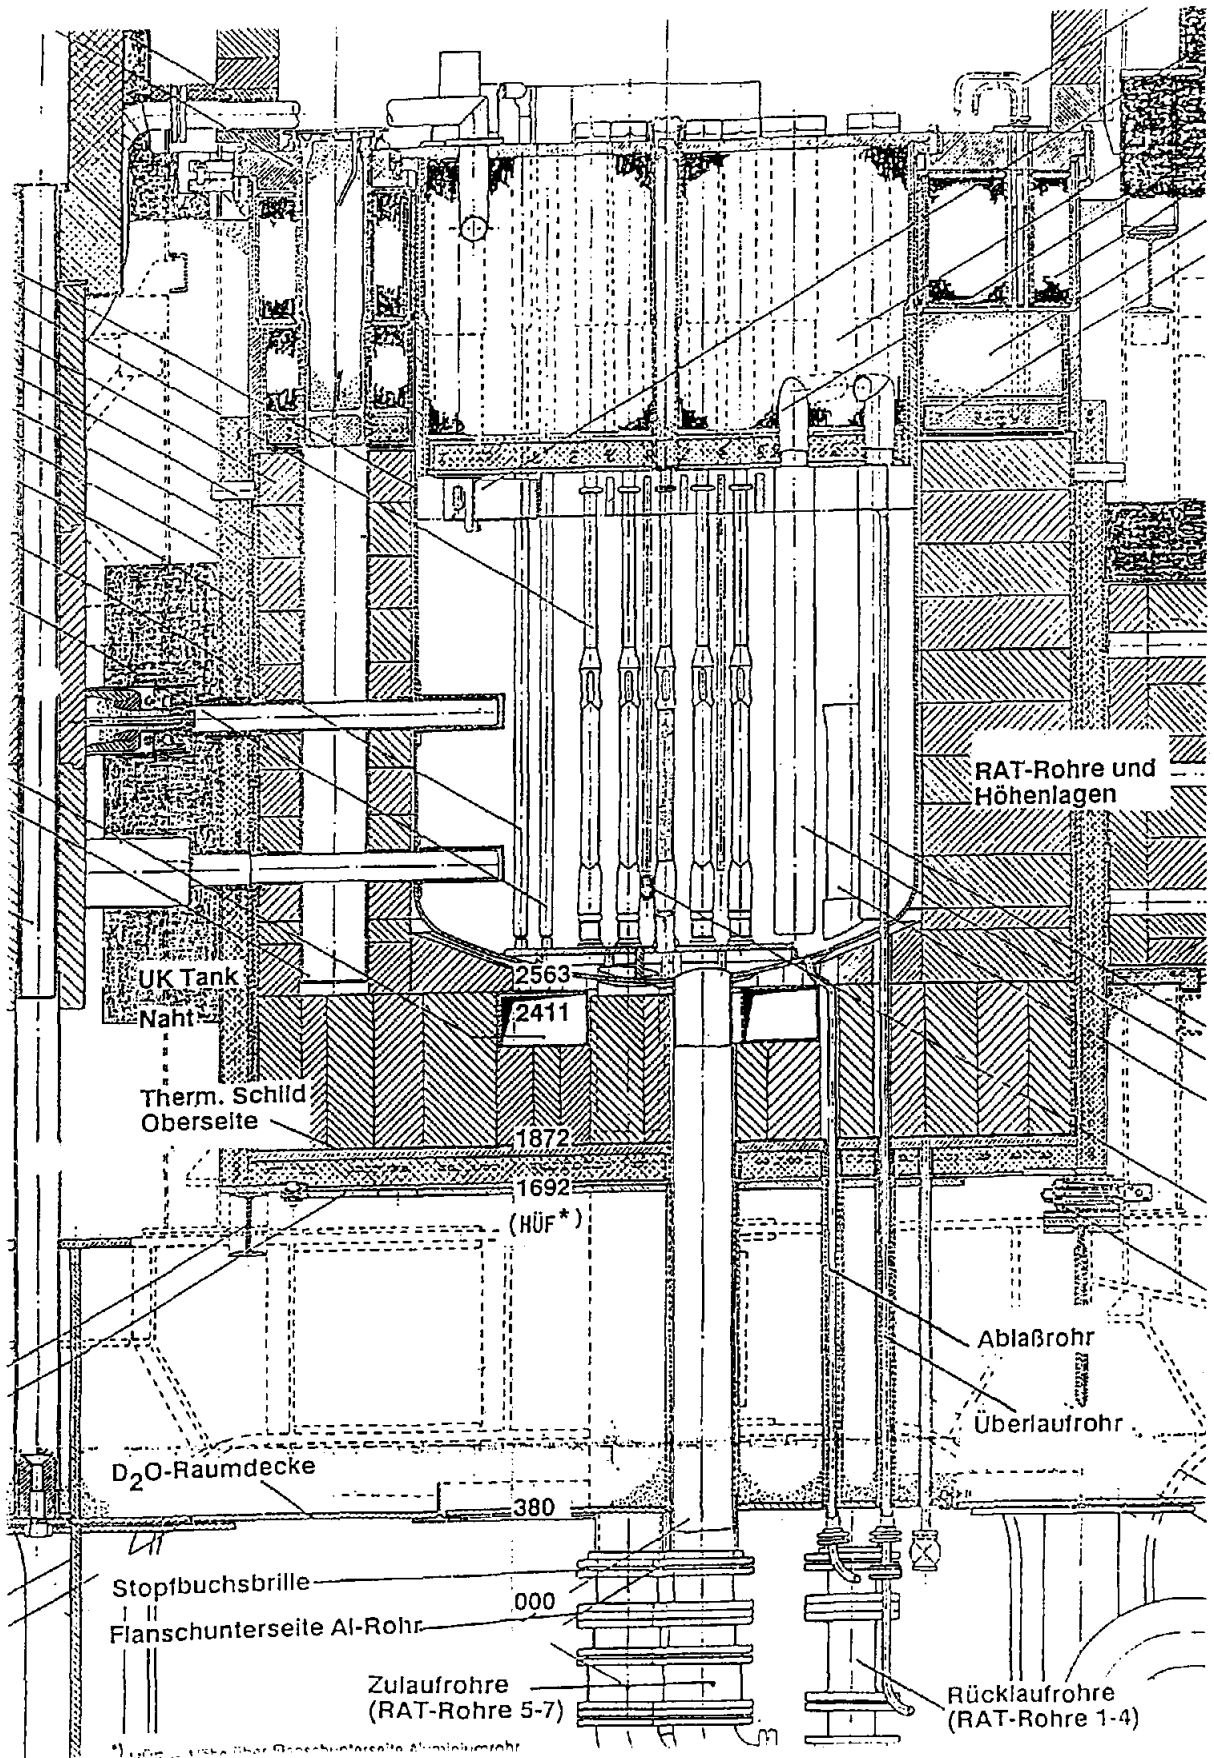 RAT-Rohre und
Höhenlagen
2563
UK Tank
Naht
2411
Therm. Schild
Oberseite
1872
1692
(HÜF*)
Ablaßrohr
Überlaufrohr
D2O-Raumdecke
380
Stopfbuchsbrille
000
Flanschunterseite Al-Rohr
Zulaufrohre
(RAT-Rohre 5-7)
Rücklaufrohre
(RAT-Rohre 1-4)